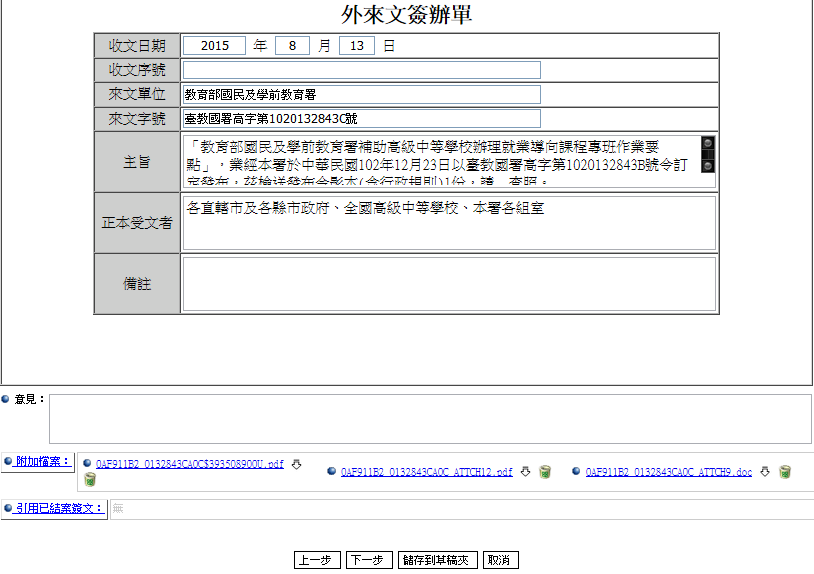 外來文簽辦單
收文日期 2015 年 8 月 13 日
收文序號
來文單位 教育部國民及學前教育署
來文字號 臺教國署高字第1020132843C號
主旨 「教育部國民及學前教育署補助高級中等學校辦理就業導向課程專班作業要
點」，業經本署於中華民國102年12月23日以臺教國署高字第1020132843B號令訂
定發布，茲檢送發布令影本(含行政規則)1份，請 查照。
正本受文者 各直轄市及各縣市政府、全國高級中等學校、本署各組室
備註
意見：
附加檔案： 0AF911B2_0132843CA0C$393508900U.pdf 0AF911B2_0132843CA0C_ATTCH12.pdf 0AF911B2_0132843CA0C_ATTCH9.doc
引用已結案簽文： 無
上一步 下一步 儲存到草稿夾 取消